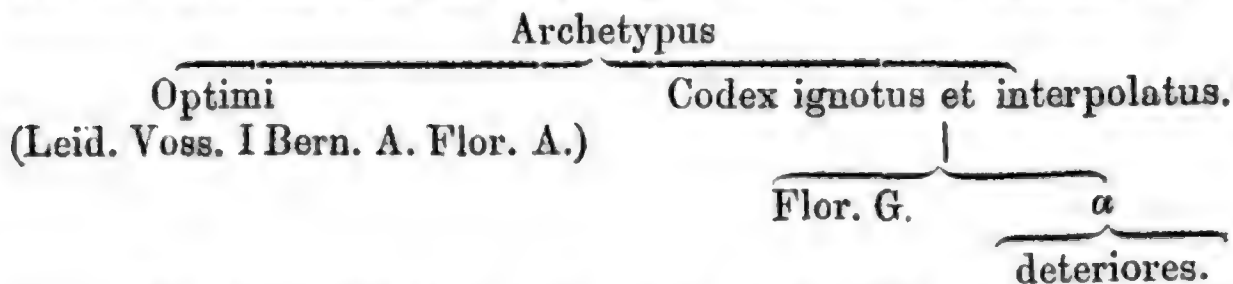 Archetypus
Optimi Codex ignotus et interpolatus.
(Leid. Voss. I Bern. A. Flor. A.)
Flor. G. α
deteriores.